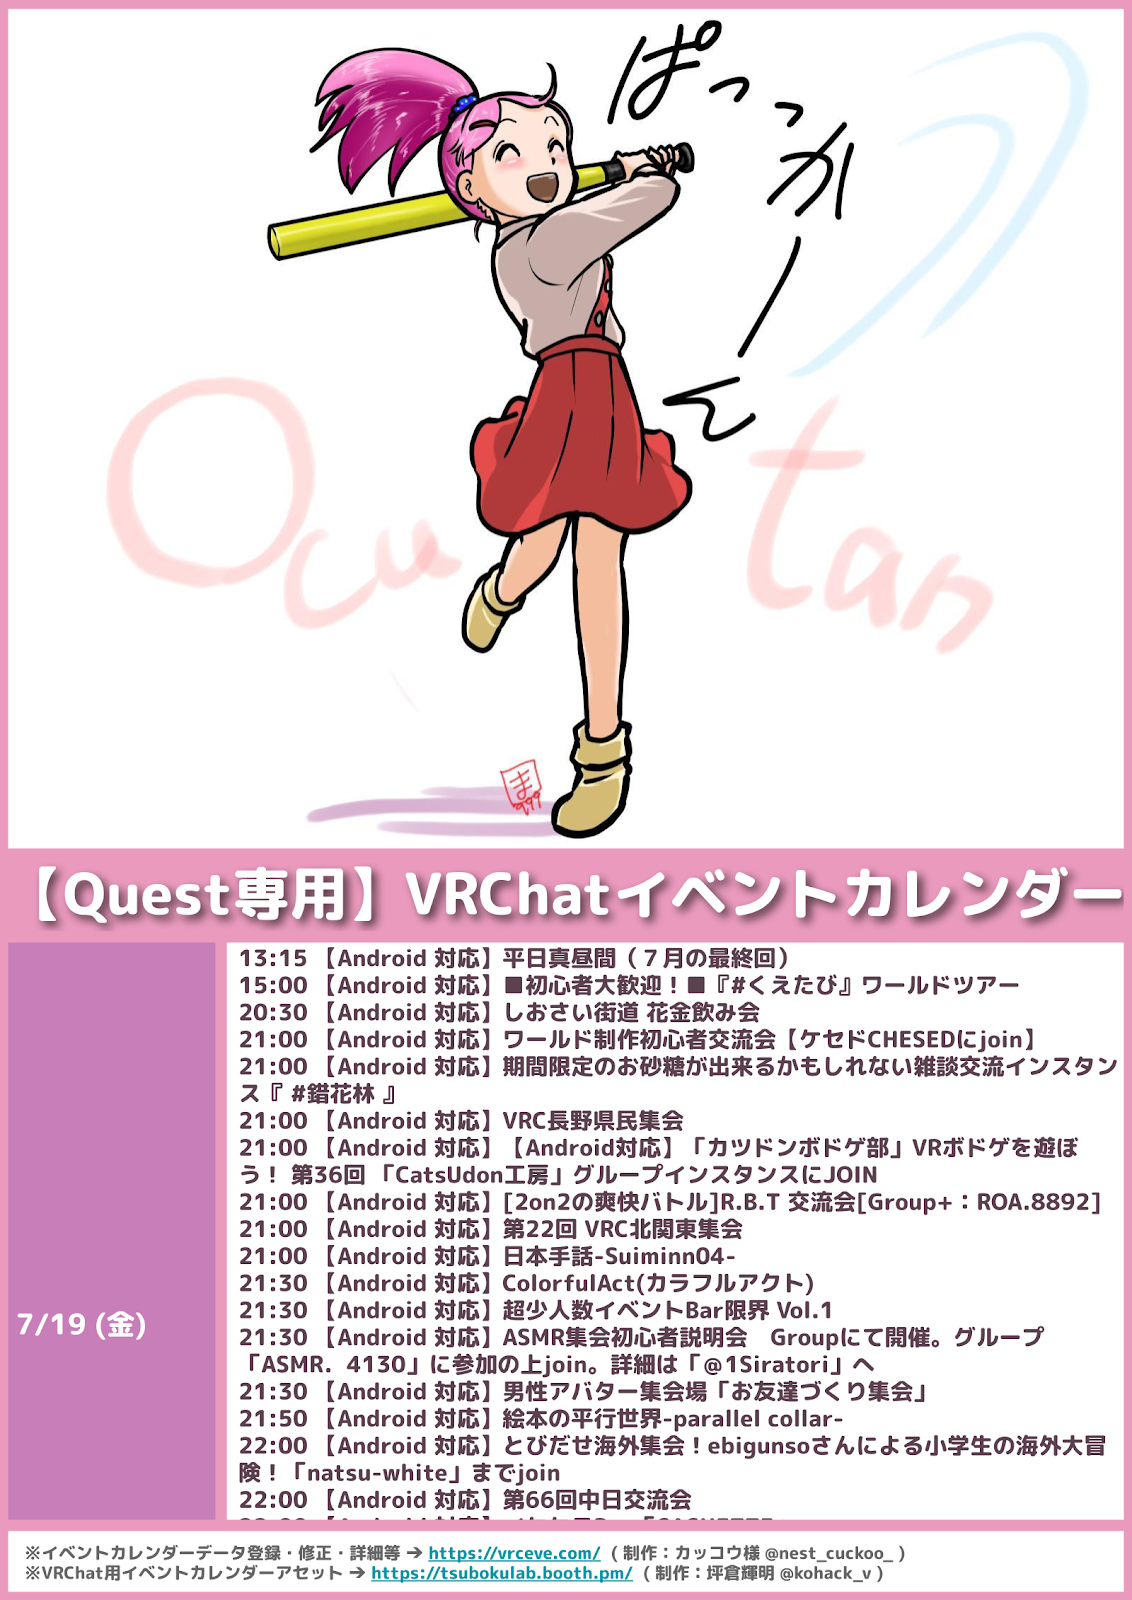 ぱっっかーん
Ocutan
ま
999
【Quest専用】VRChatイベントカレンダー
7/19 (金)
13:15 【Android 対応】平日真昼間（７月の最終回）
15:00 【Android 対応】■初心者大歓迎！■『#くえたび』ワールドツアー
20:30 【Android 対応】しおさい街道 花金飲み会
21:00 【Android 対応】ワールド制作初心者交流会【ケセドCHESEDにjoin】
21:00 【Android 対応】期間限定のお砂糖が出来るかもしれない雑談交流インスタン
ス『 #錯花林 』
21:00 【Android 対応】VRC長野県民集会
21:00 【Android 対応】【Android対応】「カツドンボドゲ部」VRボドゲを遊ぼ
う！ 第36回 「CatsUdon工房」グループインスタンスにJOIN
21:00 【Android 対応】[2on2の爽快バトル]R.B.T 交流会[Group+：ROA.8892]
21:00 【Android 対応】第22回 VRC北関東集会
21:00 【Android 対応】日本手話-Suiminn04-
21:30 【Android 対応】ColorfulAct(カラフルアクト)
21:30 【Android 対応】超少人数イベントBar限界 Vol.1
21:30 【Android 対応】ASMR集会初心者説明会　Groupにて開催。グループ
「ASMR．4130」に参加の上join。詳細は「＠1Siratori」へ
21:30 【Android 対応】男性アバター集会場「お友達づくり集会」
21:50 【Android 対応】絵本の平行世界-parallel collar-
22:00 【Android 対応】とびだせ海外集会！ebigunsoさんによる小学生の海外大冒
険！「natsu-white」までjoin
22:00 【Android 対応】第66回中日交流会
※イベントカレンダーデータ登録・修正・詳細等 → https://vrceve.com/ ( 制作：カッコウ様 @nest_cuckoo_ )
※VRChat用イベントカレンダーアセット → https://tsubokulab.booth.pm/ ( 制作：坪倉輝明 @kohack_v )